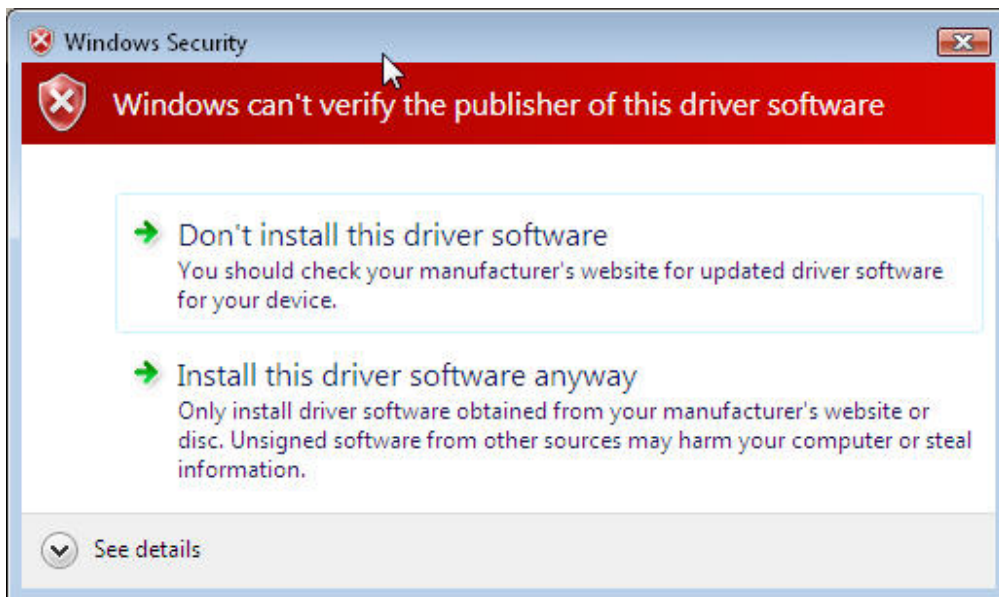 Windows Security
Windows can't verify the publisher of this driver software
Don't install this driver software
You should check your manufacturer's website for updated driver software
for your device.
Install this driver software anyway
Only install driver software obtained from your manufacturer's website or
disc. Unsigned software from other sources may harm your computer or steal
information.
See details